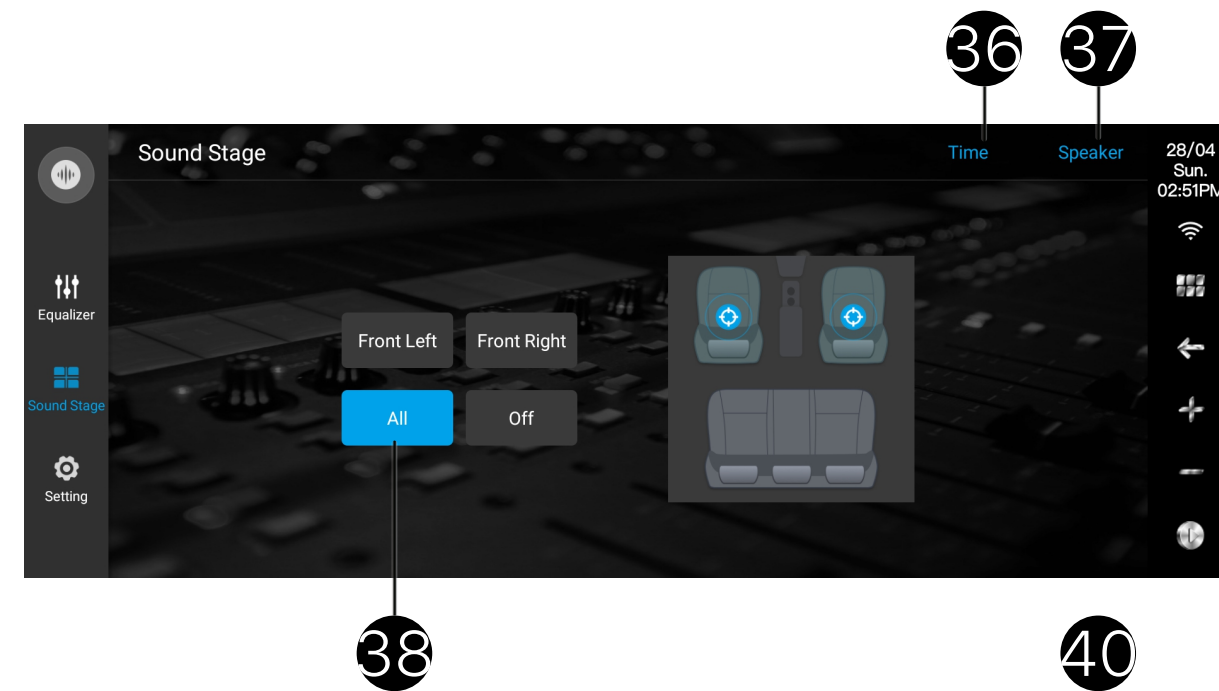 36 37
Sound Stage
Time
Speaker
28/04
Sun.
02:51PM
Equalizer
Front Left
Front Right
Sound Stage
All
Off
Setting
38
40